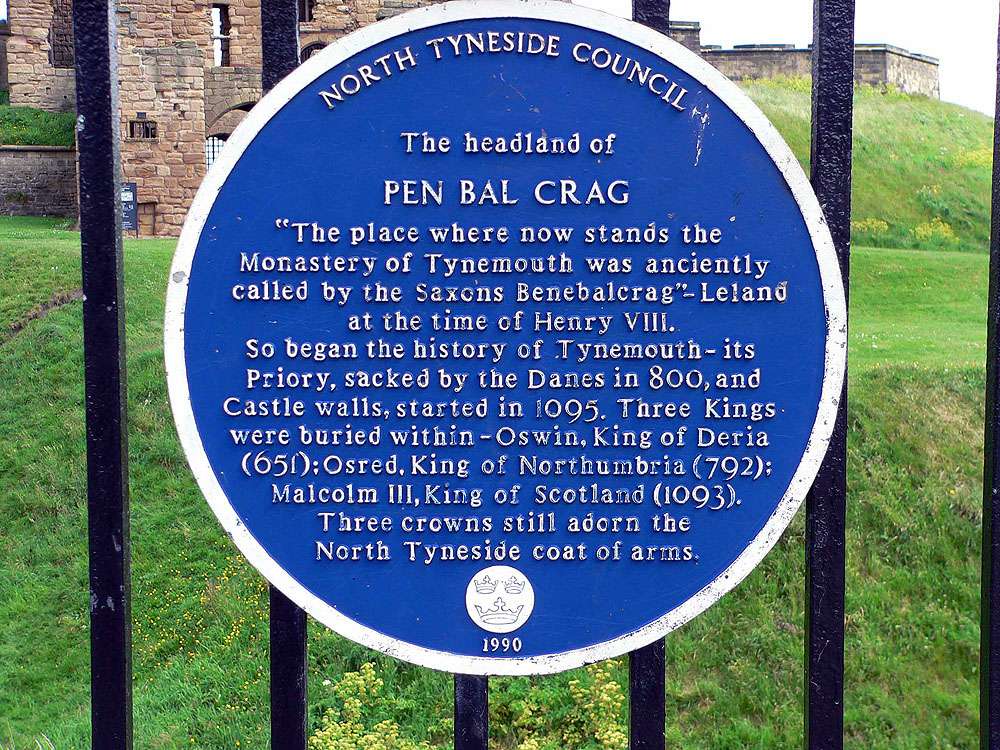 NORTH TYNESIDE COUNCIL
The headland of
PEN BAL CRAG
"The place where now stands the
Monastery of Tynemouth was anciently
called by the Saxons Benebalcrag"-Leland
at the time of Henry VIII.
So began the history of Tynemouth-its
Priory, sacked by the Danes in 800, and
Castle walls, started in 1095. Three Kings
were buried within-Oswin, King of Deria
(651); Osred, King of Northumbria (792);
Malcolm III, King of Scotland (1093).
Three crowns still adorn the
North Tyneside coat of arms.
1990